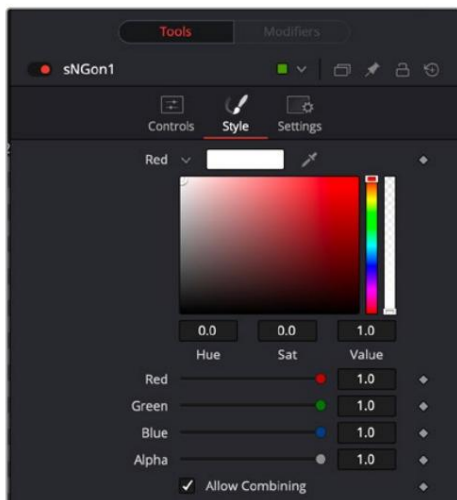 Tools Modifiers
sNGon1
Controls Style Settings
Red
0.0 0.0 1.0
Hue Sat Value
Red 1.0
Green 1.0
Blue 1.0
Alpha 1.0
Allow Combining